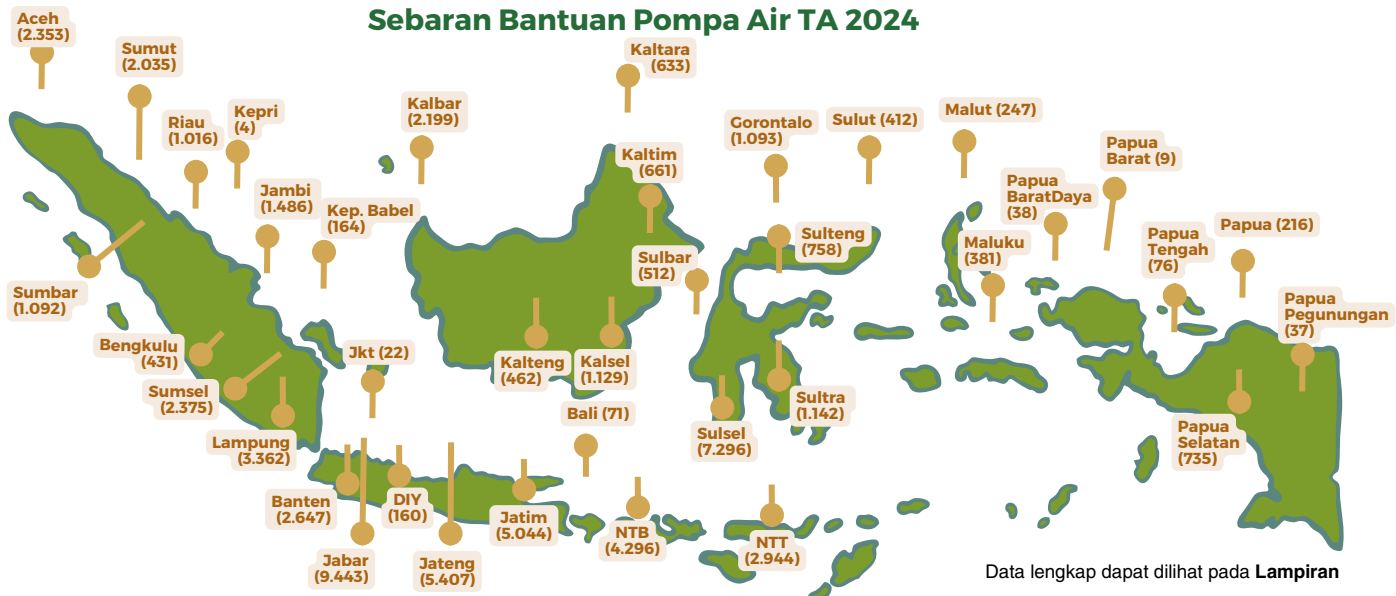 Sebaran Bantuan Pompa Air TA 2024
Aceh
(2.353)
Sumut
(2.035)
Riau
(1.016)
Kepri
(4)
Jambi
(1.486)
Kep. Babel
(164)
Kalbar
(2.199)
Kaltara
(633)
Kaltim
(661)
Gorontalo
(1.093)
Sulut (412)
Malut (247)
Papua
Barat (9)
Papua
BaratDaya
(38)
Maluku
(381)
Papua
Tengah
(76)
Papua (216)
Papua
Pegunungan
(37)
Sulteng
(758)
Sulbar
(512)
Sumbar
(1.092)
Bengkulu
(431)
Sumsel
(2.375)
Lampung
(3.362)
Jkt (22)
Kalteng
(462)
Kalsel
(1.129)
Bali (71)
Sulsel
(7.296)
Sultra
(1.142)
Papua
Selatan
(735)
Banten
(2.647)
DIY
(160)
Jabar
(9.443)
Jateng
(5.407)
Jatim
(5.044)
NTB
(4.296)
NTT
(2.944)
Data lengkap dapat dilihat pada Lampiran